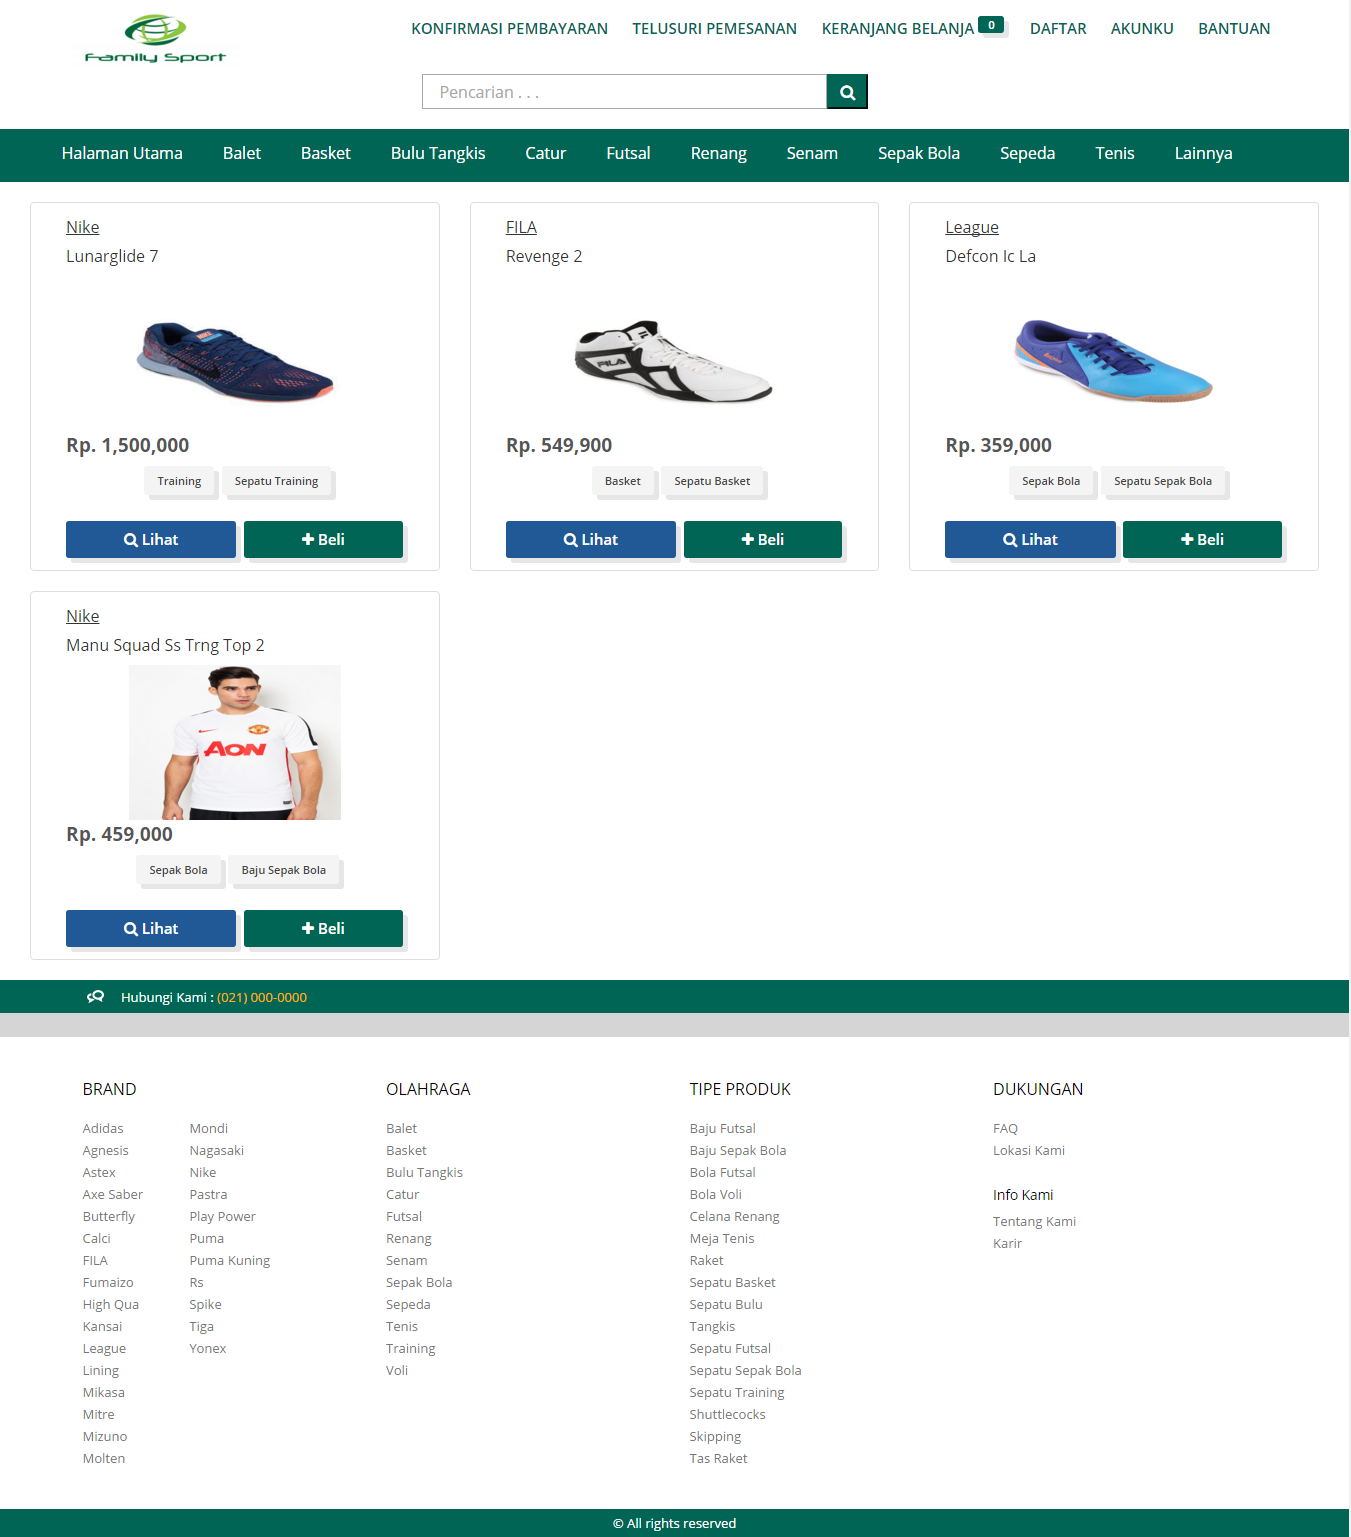 Family Sport
KONFIRMASI PEMBAYARAN TELUSURI PEMESANAN KERANJANG BELANJA 0 DAFTAR AKUNKU BANTUAN
Pencarian . . .
Halaman Utama Balet Basket Bulu Tangkis Catur Futsal Renang Senam Sepak Bola Sepeda Tenis Lainnya
Nike
Lunarglide 7
Rp. 1,500,000
Training Sepatu Training
Lihat Beli
FILA
Revenge 2
FILA
Rp. 549,900
Basket Sepatu Basket
Lihat Beli
League
Defcon Ic La
Rp. 359,000
Sepak Bola Sepatu Sepak Bola
Lihat Beli
Nike
Manu Squad Ss Trng Top 2
AON
Rp. 459,000
Sepak Bola Baju Sepak Bola
Lihat Beli
Hubungi Kami : (021) 000-0000
BRAND
Adidas
Agnesis
Astex
Axe Saber
Butterfly
Calci
FILA
Fumaizo
High Qua
Kansai
League
Lining
Mikasa
Mitre
Mizuno
Molten
Mondi
Nagasaki
Nike
Pastra
Play Power
Puma
Puma Kuning
Rs
Spike
Tiga
Yonex
OLAHRAGA
Balet
Basket
Bulu Tangkis
Catur
Futsal
Renang
Senam
Sepak Bola
Sepeda
Tenis
Training
Voli
TIPE PRODUK
Baju Futsal
Baju Sepak Bola
Bola Futsal
Bola Voli
Celana Renang
Meja Tenis
Raket
Sepatu Basket
Sepatu Bulu
Tangkis
Sepatu Futsal
Sepatu Sepak Bola
Sepatu Training
Shuttlecocks
Skipping
Tas Raket
DUKUNGAN
FAQ
Lokasi Kami
Info Kami
Tentang Kami
Karir
© All rights reserved